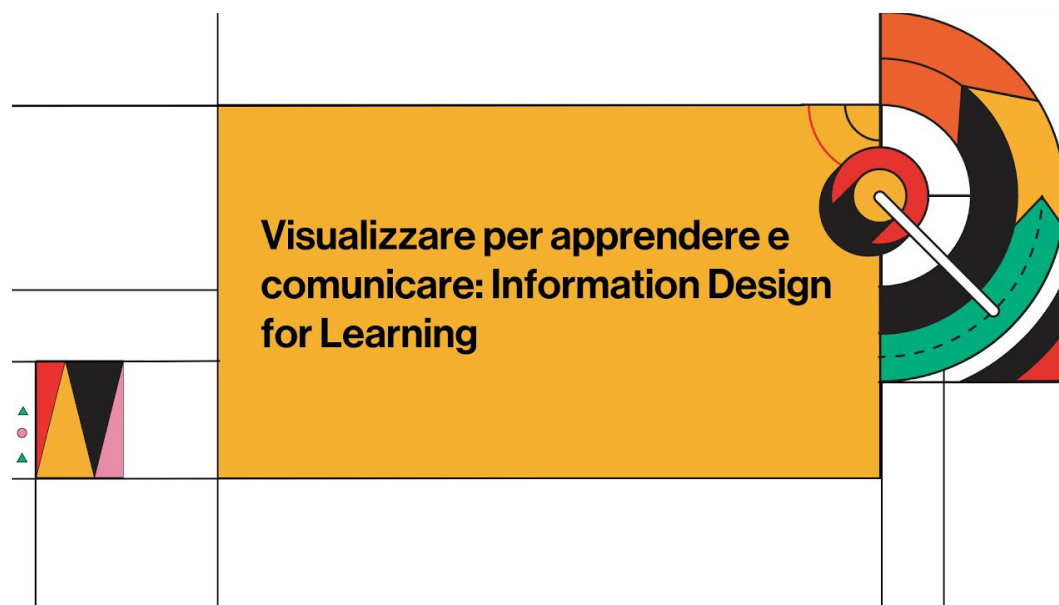 Visualizzare per apprendere e
comunicare: Information Design
for Learning